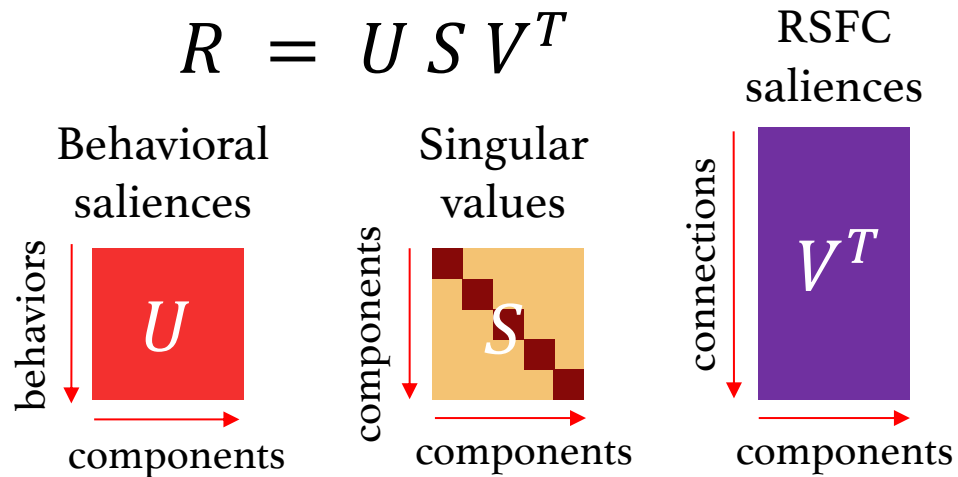 R = U S V^T
Behavioral
saliences
behaviors
U
components
Singular
values
components
S
components
RSFC
saliences
connections
V^T
components